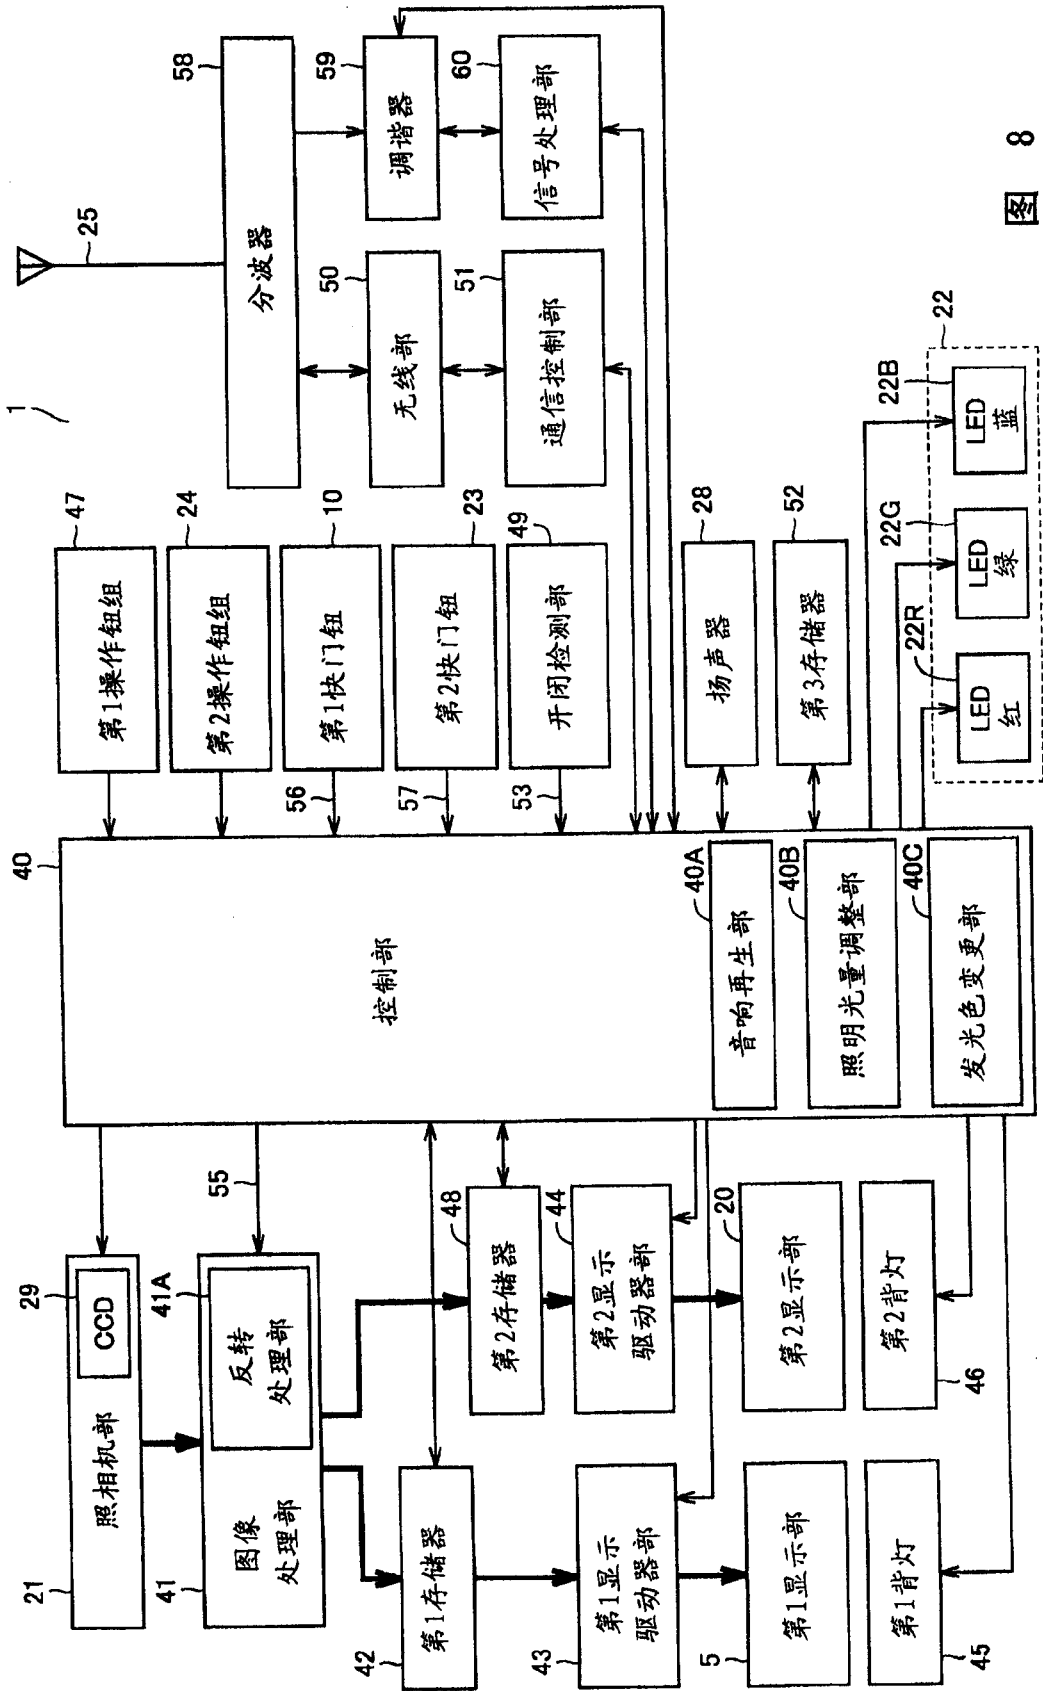 1
25
58
分波器
59
调谐器
60
信号处理部
50
无线部
51
通信控制部
47
第1操作钮组
24
第2操作钮组
10
第1快门钮
56
23
第2快门钮
57
49
开闭检测部
53
28
扬声器
52
第3存储器
22
22B
LED
蓝
22G
LED
绿
22R
LED
红
40
控制部
40A
音响再生部
40B
照明光量调整部
40C
发光色变更部
55
21
照相机部
29
CCD
41
图像
处理部
41A
反转
处理部
48
第2存储器
44
第2显示
驱动器部
20
第2显示部
第2背灯
46
42
第1存储器
43
第1显示
驱动器部
5
第1显示部
第1背灯
45
图 8